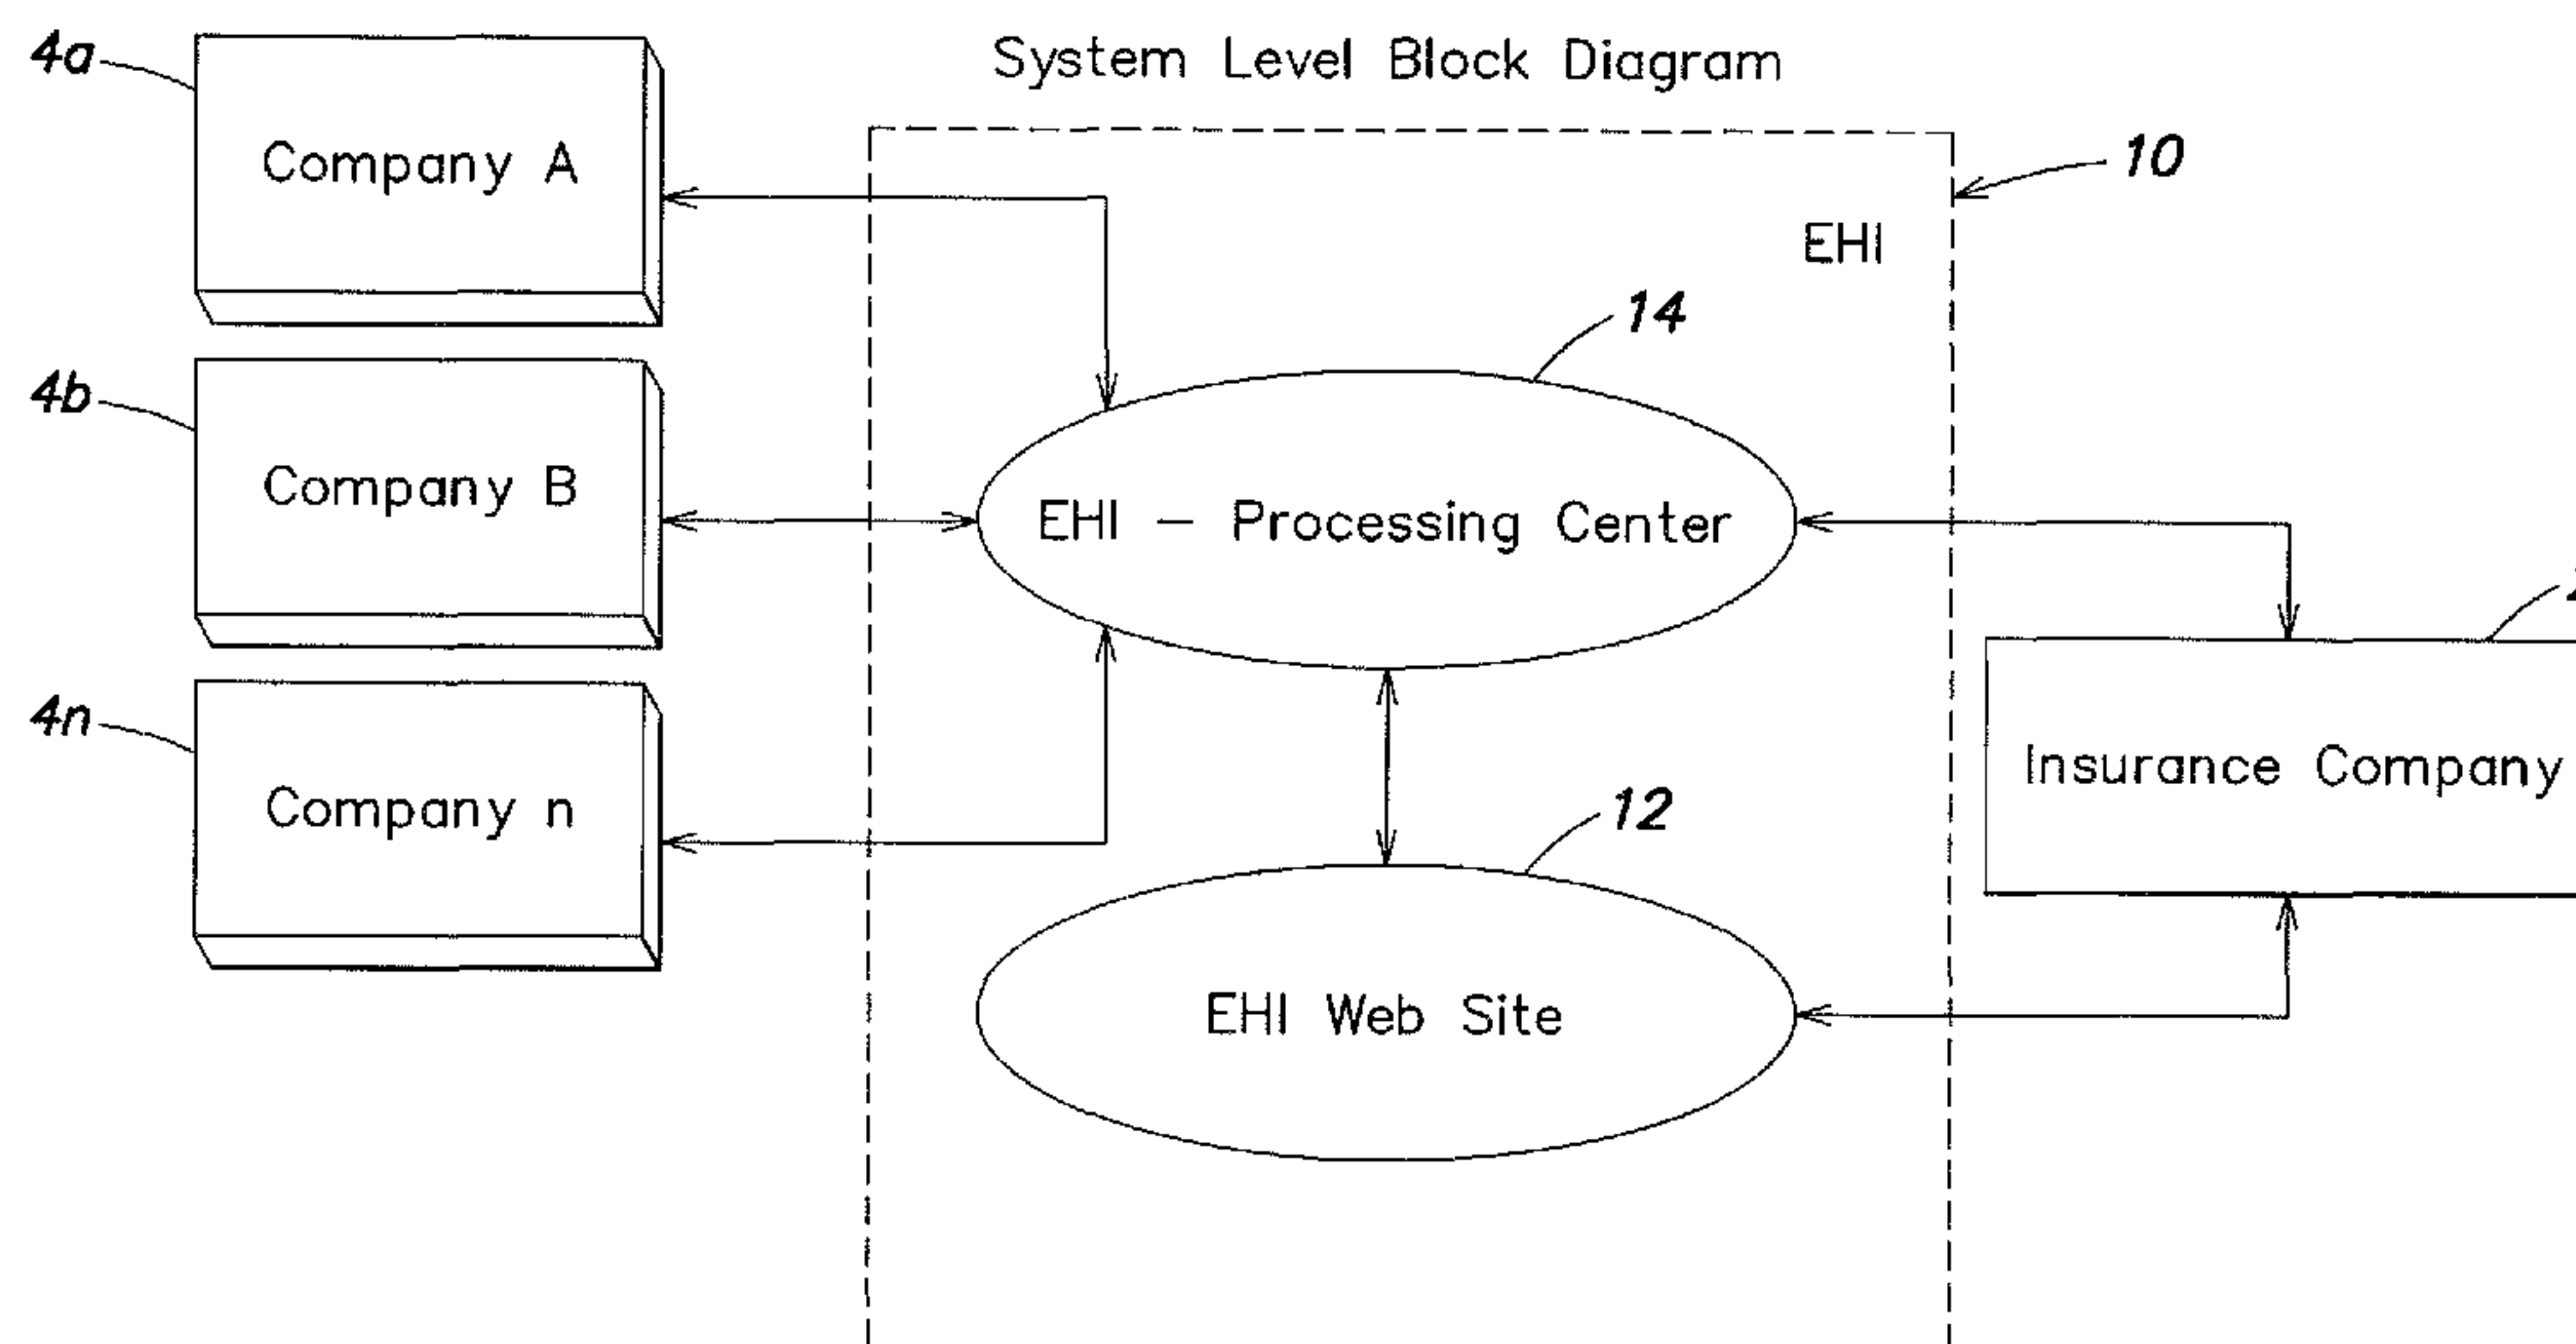 System Level Block Diagram
4a
Company A
10
EHI
14
4b
Company B
EHI – Processing Center
4n
Company n
Insurance Company
12
EHI Web Site